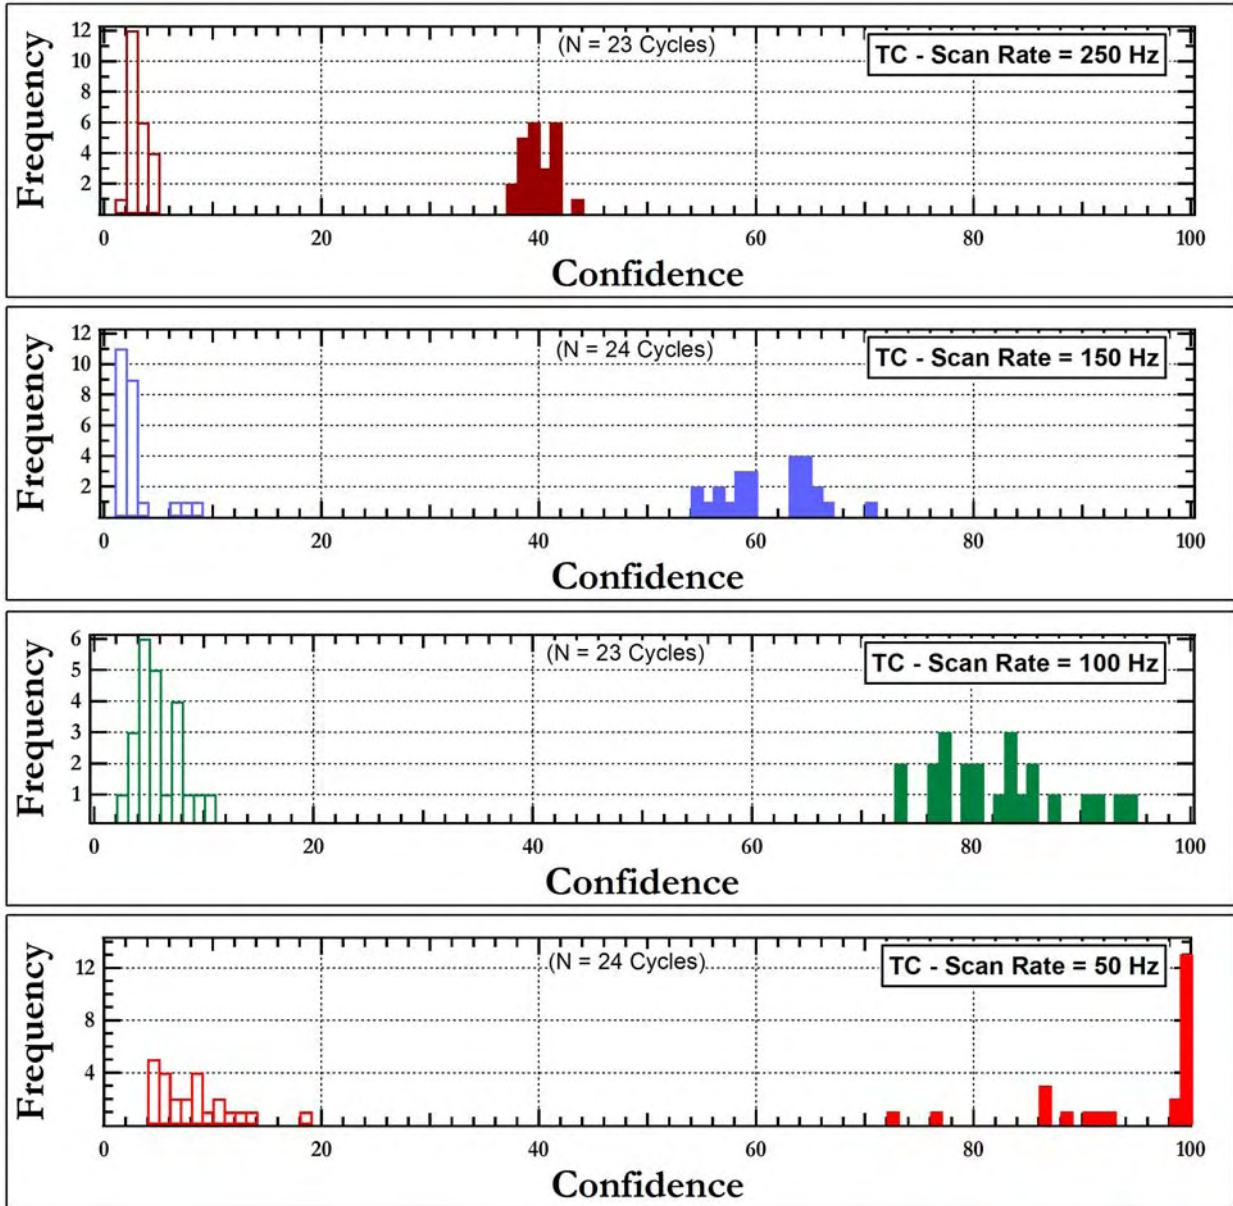 Frequency
12
10
8
6
4
2
(N = 23 Cycles)
TC - Scan Rate = 250 Hz
0 20 40 60 80 100
Confidence
Frequency
12
10
8
6
4
2
(N = 24 Cycles)
TC - Scan Rate = 150 Hz
0 20 40 60 80 100
Confidence
Frequency
6
5
4
3
2
1
(N = 23 Cycles)
TC - Scan Rate = 100 Hz
0 20 40 60 80 100
Confidence
Frequency
12
8
4
(N = 24 Cycles)
TC - Scan Rate = 50 Hz
0 20 40 60 80 100
Confidence